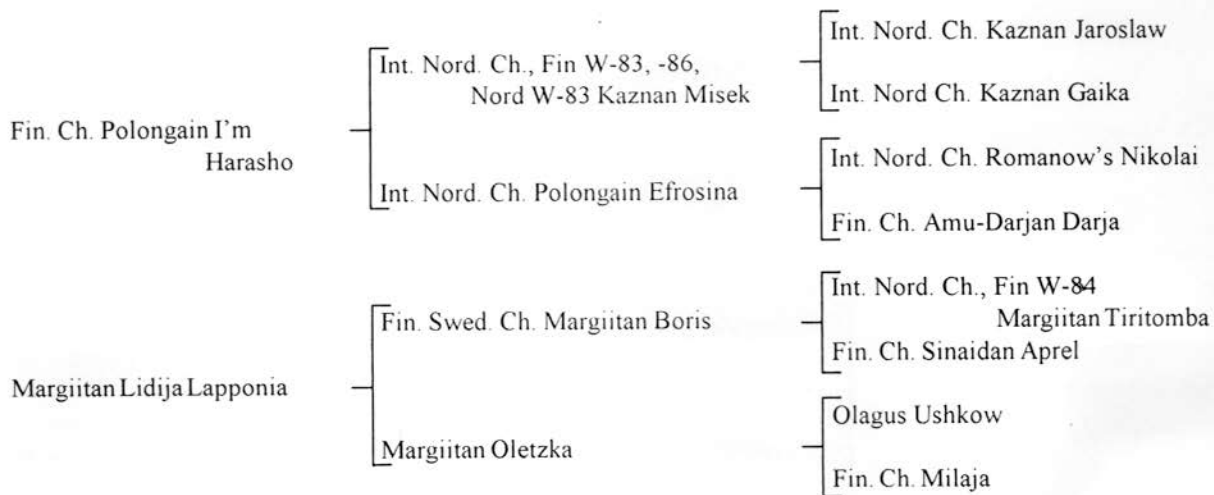 Int. Nord. Ch. Kaznan Jaroslaw
Int. Nord. Ch., Fin W-83, -86,
Nord W-83 Kaznan Misek
Int. Nord Ch. Kaznan Gaika
Fin. Ch. Polongain I'm
Harasho
Int. Nord. Ch. Romanow's Nikolai
Int. Nord. Ch. Polongain Efrosina
Fin. Ch. Amu-Darjan Darja
Int. Nord. Ch., Fin W-84
Margiitan Tiritomba
Fin. Swed. Ch. Margiitan Boris
Fin. Ch. Sinaidan Aprel
Margiitan Lidija Lapponia
Olagus Ushkow
Margiitan Oletzka
Fin. Ch. Milaja